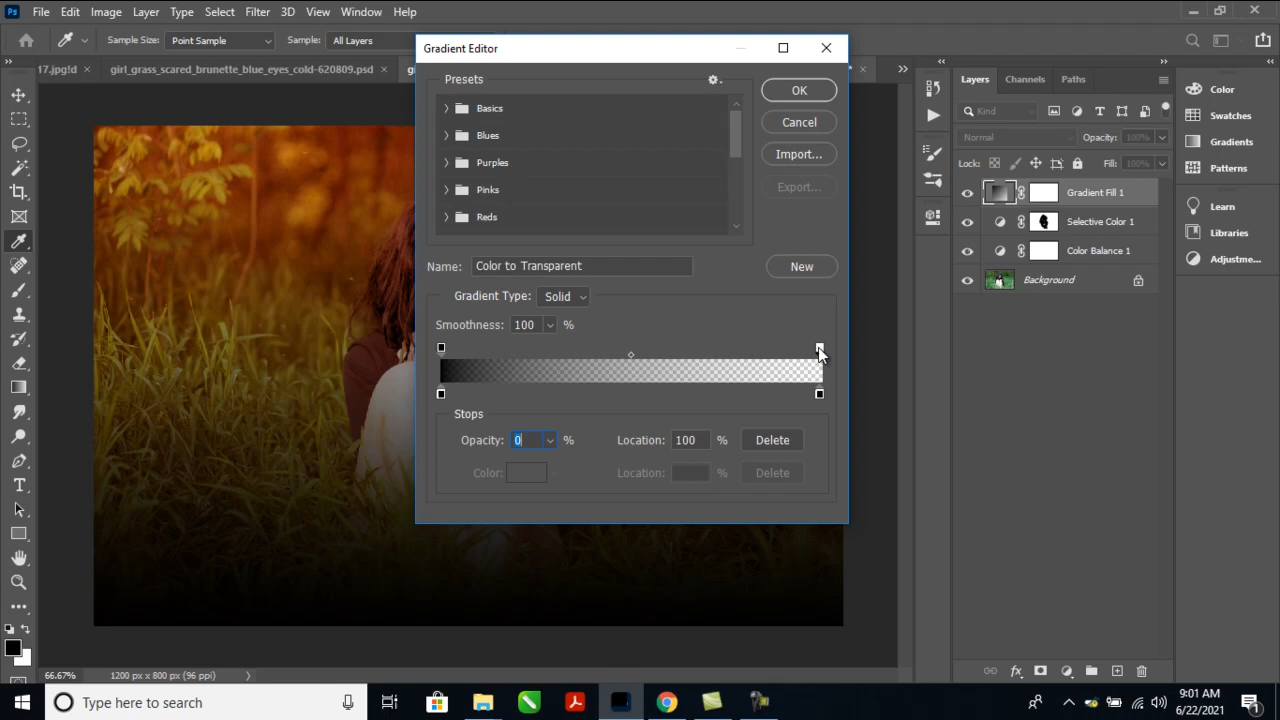 Ps File Edit Image Layer Type Select Filter 3D View Window Help
Sample Size: Point Sample Sample: All Layers
17.jpg!d × girl_grass_scared_brunette_blue_eyes_cold-620809.psd ×
Gradient Editor
Presets
Basics
Blues
Purples
Pinks
Reds
OK
Cancel
Import...
Export...
Name: Color to Transparent New
Gradient Type: Solid
Smoothness: 100 %
Stops
Opacity: 0 % Location: 100 % Delete
Color: Location: % Delete
Layers Channels Paths
Kind
Normal Opacity: 100%
Lock: Fill: 100%
Gradient Fill 1
Selective Color 1
Color Balance 1
Background
Color
Swatches
Gradients
Patterns
Learn
Libraries
Adjustme...
66.67% 1200 px x 800 px (96 ppi)
Type here to search
9:01 AM
6/22/2021
1